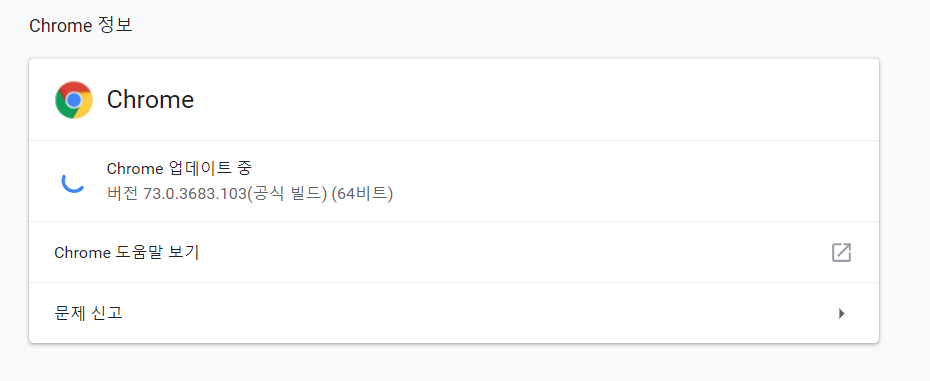 Chrome 정보
Chrome
Chrome 업데이트 중
버전 73.0.3683.103(공식 빌드) (64비트)
Chrome 도움말 보기
문제 신고